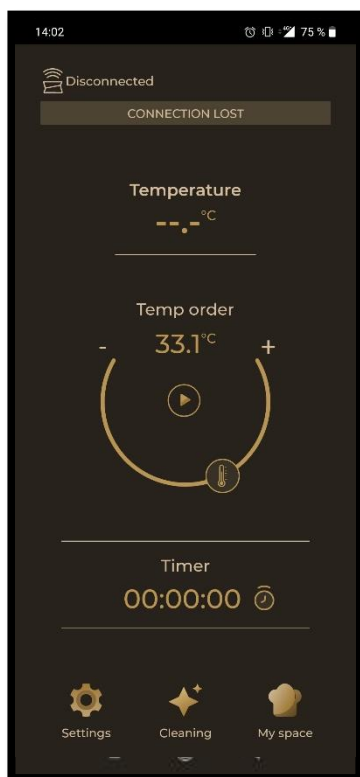 14:02
75 %
Disconnected
CONNECTION LOST
Temperature
--.-°C
Temp order
33.1°C
- +
Timer
00:00:00
Settings Cleaning My space